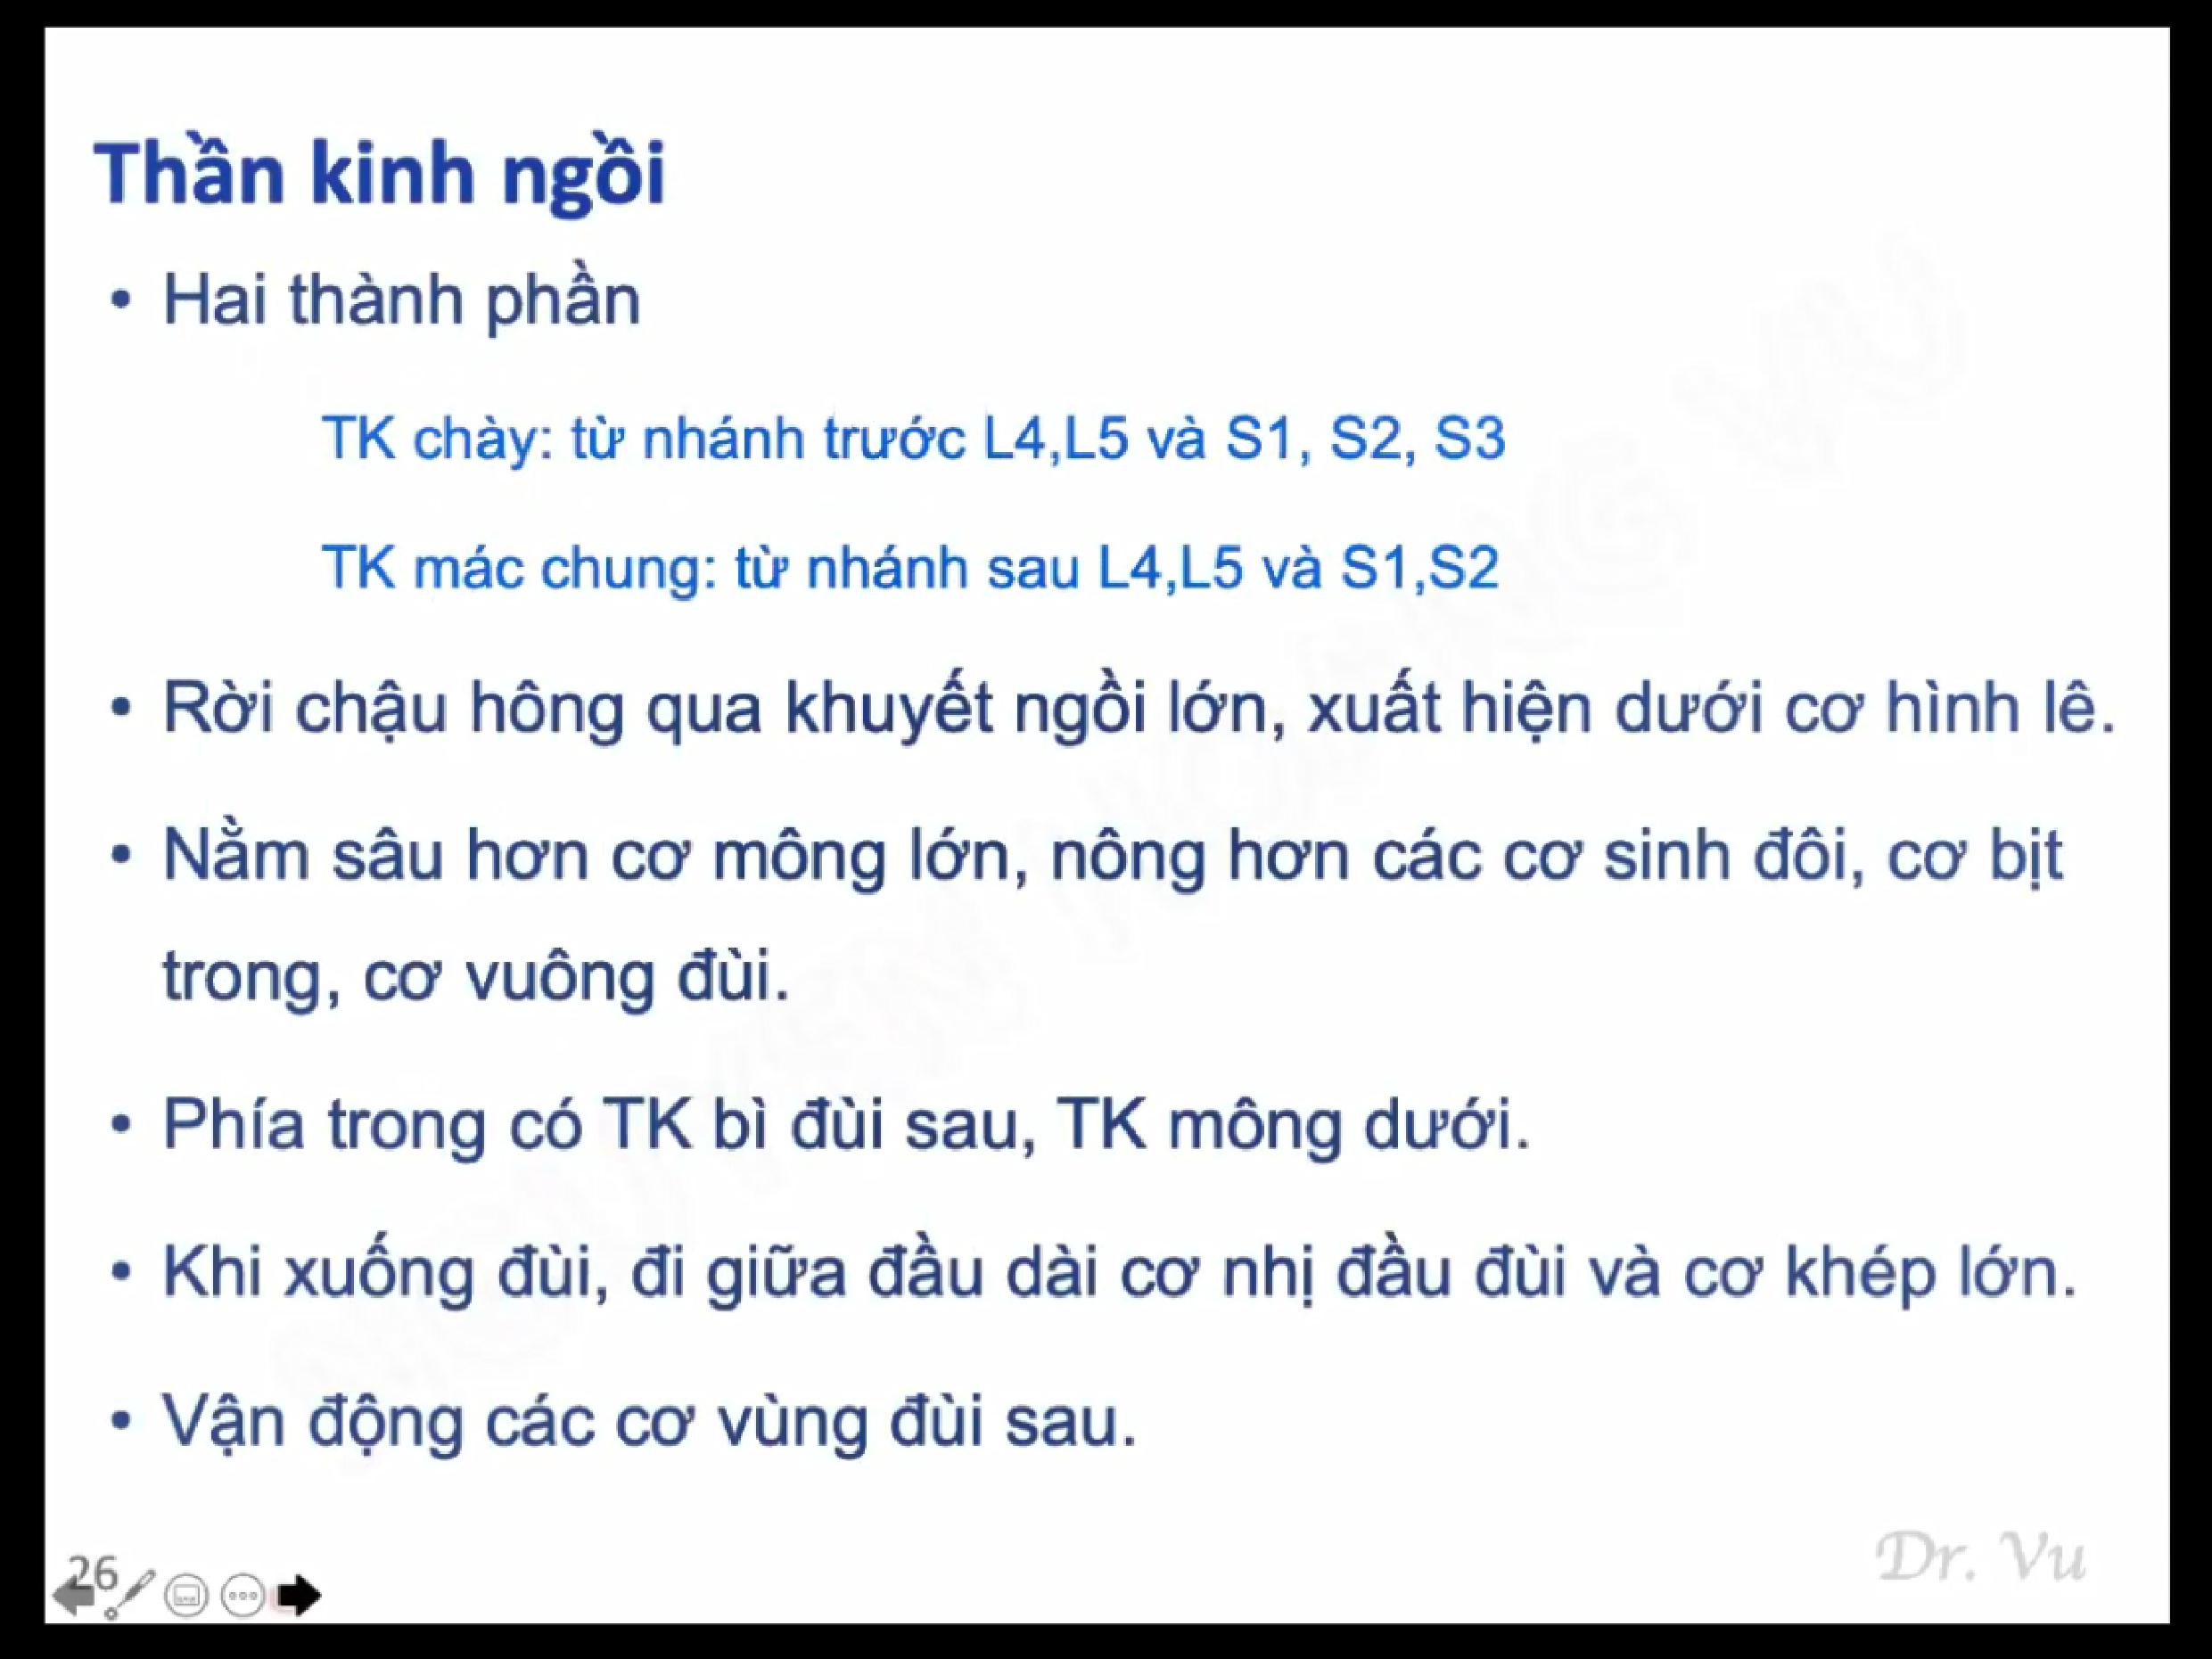 Thần kinh ngồi
• Hai thành phần
TK chày: từ nhánh trước L4,L5 và S1, S2, S3
TK mác chung: từ nhánh sau L4,L5 và S1,S2
• Rời chậu hông qua khuyết ngồi lớn, xuất hiện dưới cơ hình lê.
• Nằm sâu hơn cơ mông lớn, nông hơn các cơ sinh đôi, cơ bịt
trong, cơ vuông đùi.
• Phía trong có TK bì đùi sau, TK mông dưới.
• Khi xuống đùi, đi giữa đầu dài cơ nhị đầu đùi và cơ khép lớn.
• Vận động các cơ vùng đùi sau.
26
Dr. Vu